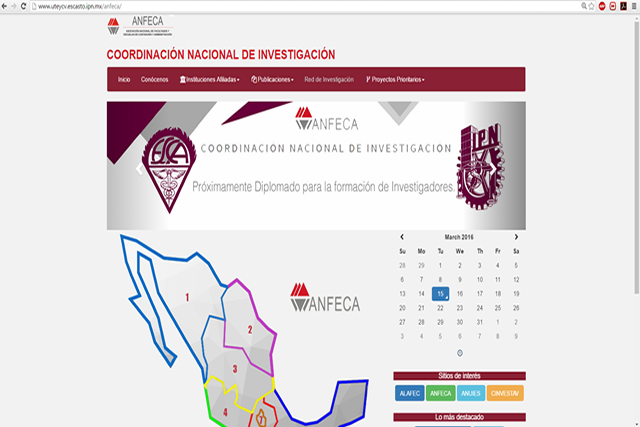 www.uteycv.escasto.ipn.mx/anfeca/
ANFECA
COORDINACIÓN NACIONAL DE INVESTIGACIÓN
Inicio Conócenos Instituciones Afiliadas Publicaciones Red de Investigación Proyectos Prioritarios
ANFECA
COORDINACION NACIONAL DE INVESTIGACION
ESCA
IPN
Próximamente Diplomado para la formación de Investigadores.
March 2016
Su Mo Tu We Th Fr Sa
28 29 1 2 3 4 5
6 7 8 9 10 11 12
13 14 15 16 17 18 19
20 21 22 23 24 25 26
27 28 29 30 31 1 2
3 4 5 6 7 8 9
ANFECA
1
2
3
4
Sitios de interés
ALAFEC ANFECA ANUIES CINVESTAV
Lo más destacado